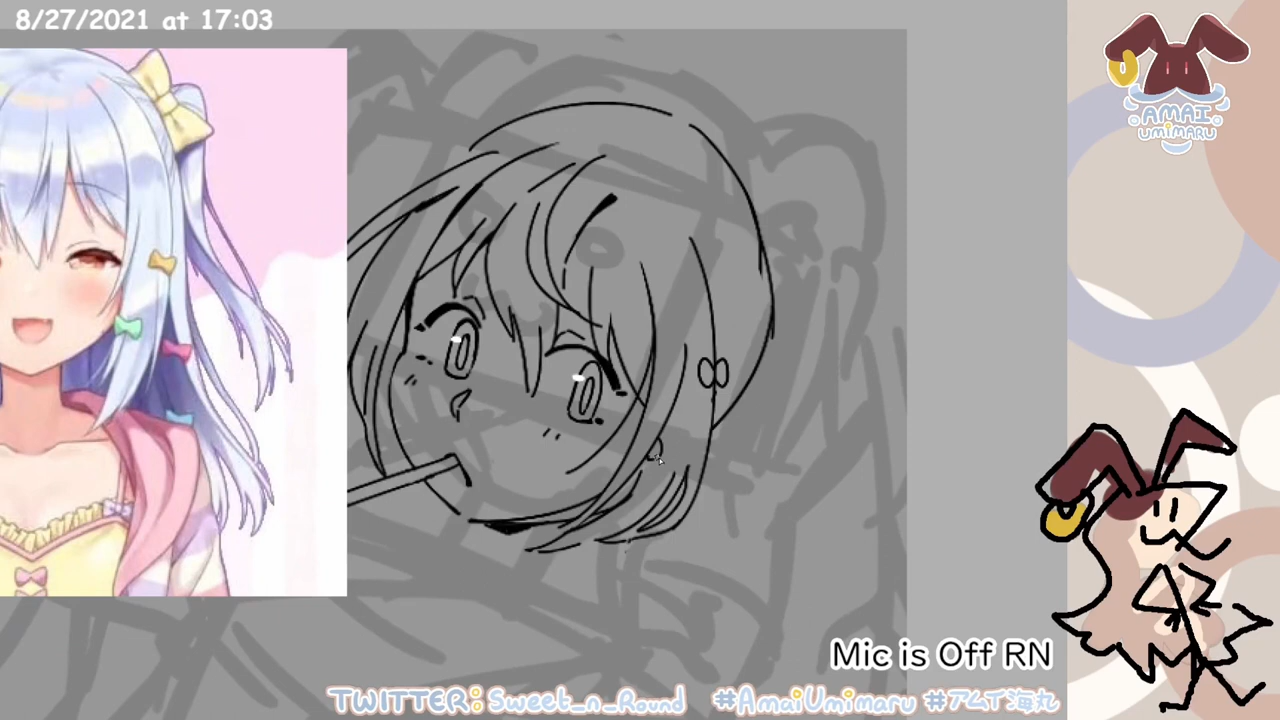 8/27/2021 at 17:03
AMAI
UMIMARU
Mic is Off RN
TWITTER: Sweet_n_Round #AmaiUmimaru #アムイ海丸